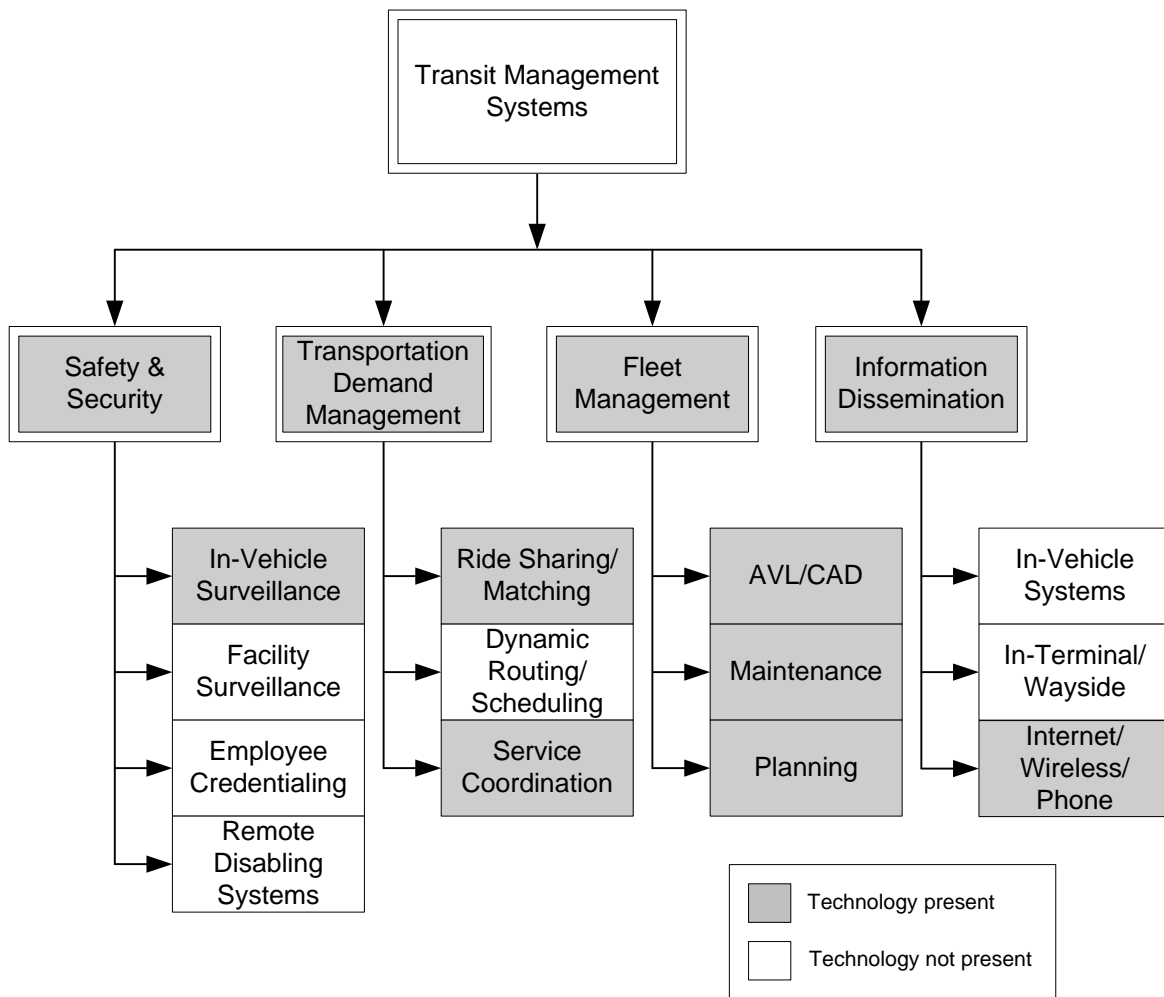 Transit Management
Systems
Safety &
Security
Transportation
Demand
Management
Fleet
Management
Information
Dissemination
In-Vehicle
Surveillance
Facility
Surveillance
Employee
Credentialing
Remote
Disabling
Systems
Ride Sharing/
Matching
Dynamic
Routing/
Scheduling
Service
Coordination
AVL/CAD
Maintenance
Planning
In-Vehicle
Systems
In-Terminal/
Wayside
Internet/
Wireless/
Phone
Technology present
Technology not present